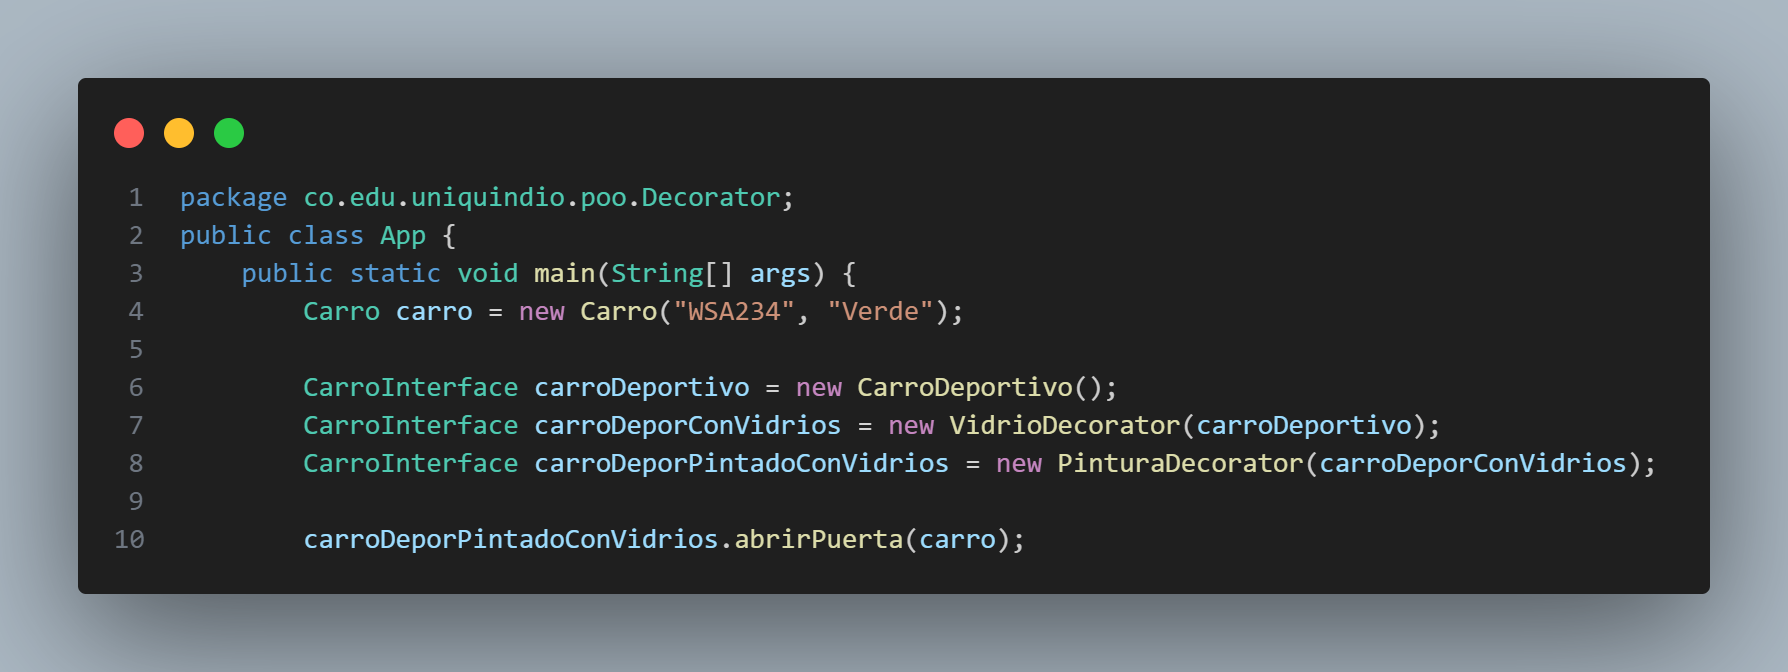 1 package co.edu.uniquindio.poo.Decorator;
2 public class App {
3     public static void main(String[] args) {
4         Carro carro = new Carro("WSA234", "Verde");
5
6         CarroInterface carroDeportivo = new CarroDeportivo();
7         CarroInterface carroDeporConVidrios = new VidrioDecorator(carroDeportivo);
8         CarroInterface carroDeporPintadoConVidrios = new PinturaDecorator(carroDeporConVidrios);
9
10         carroDeporPintadoConVidrios.abrirPuerta(carro);